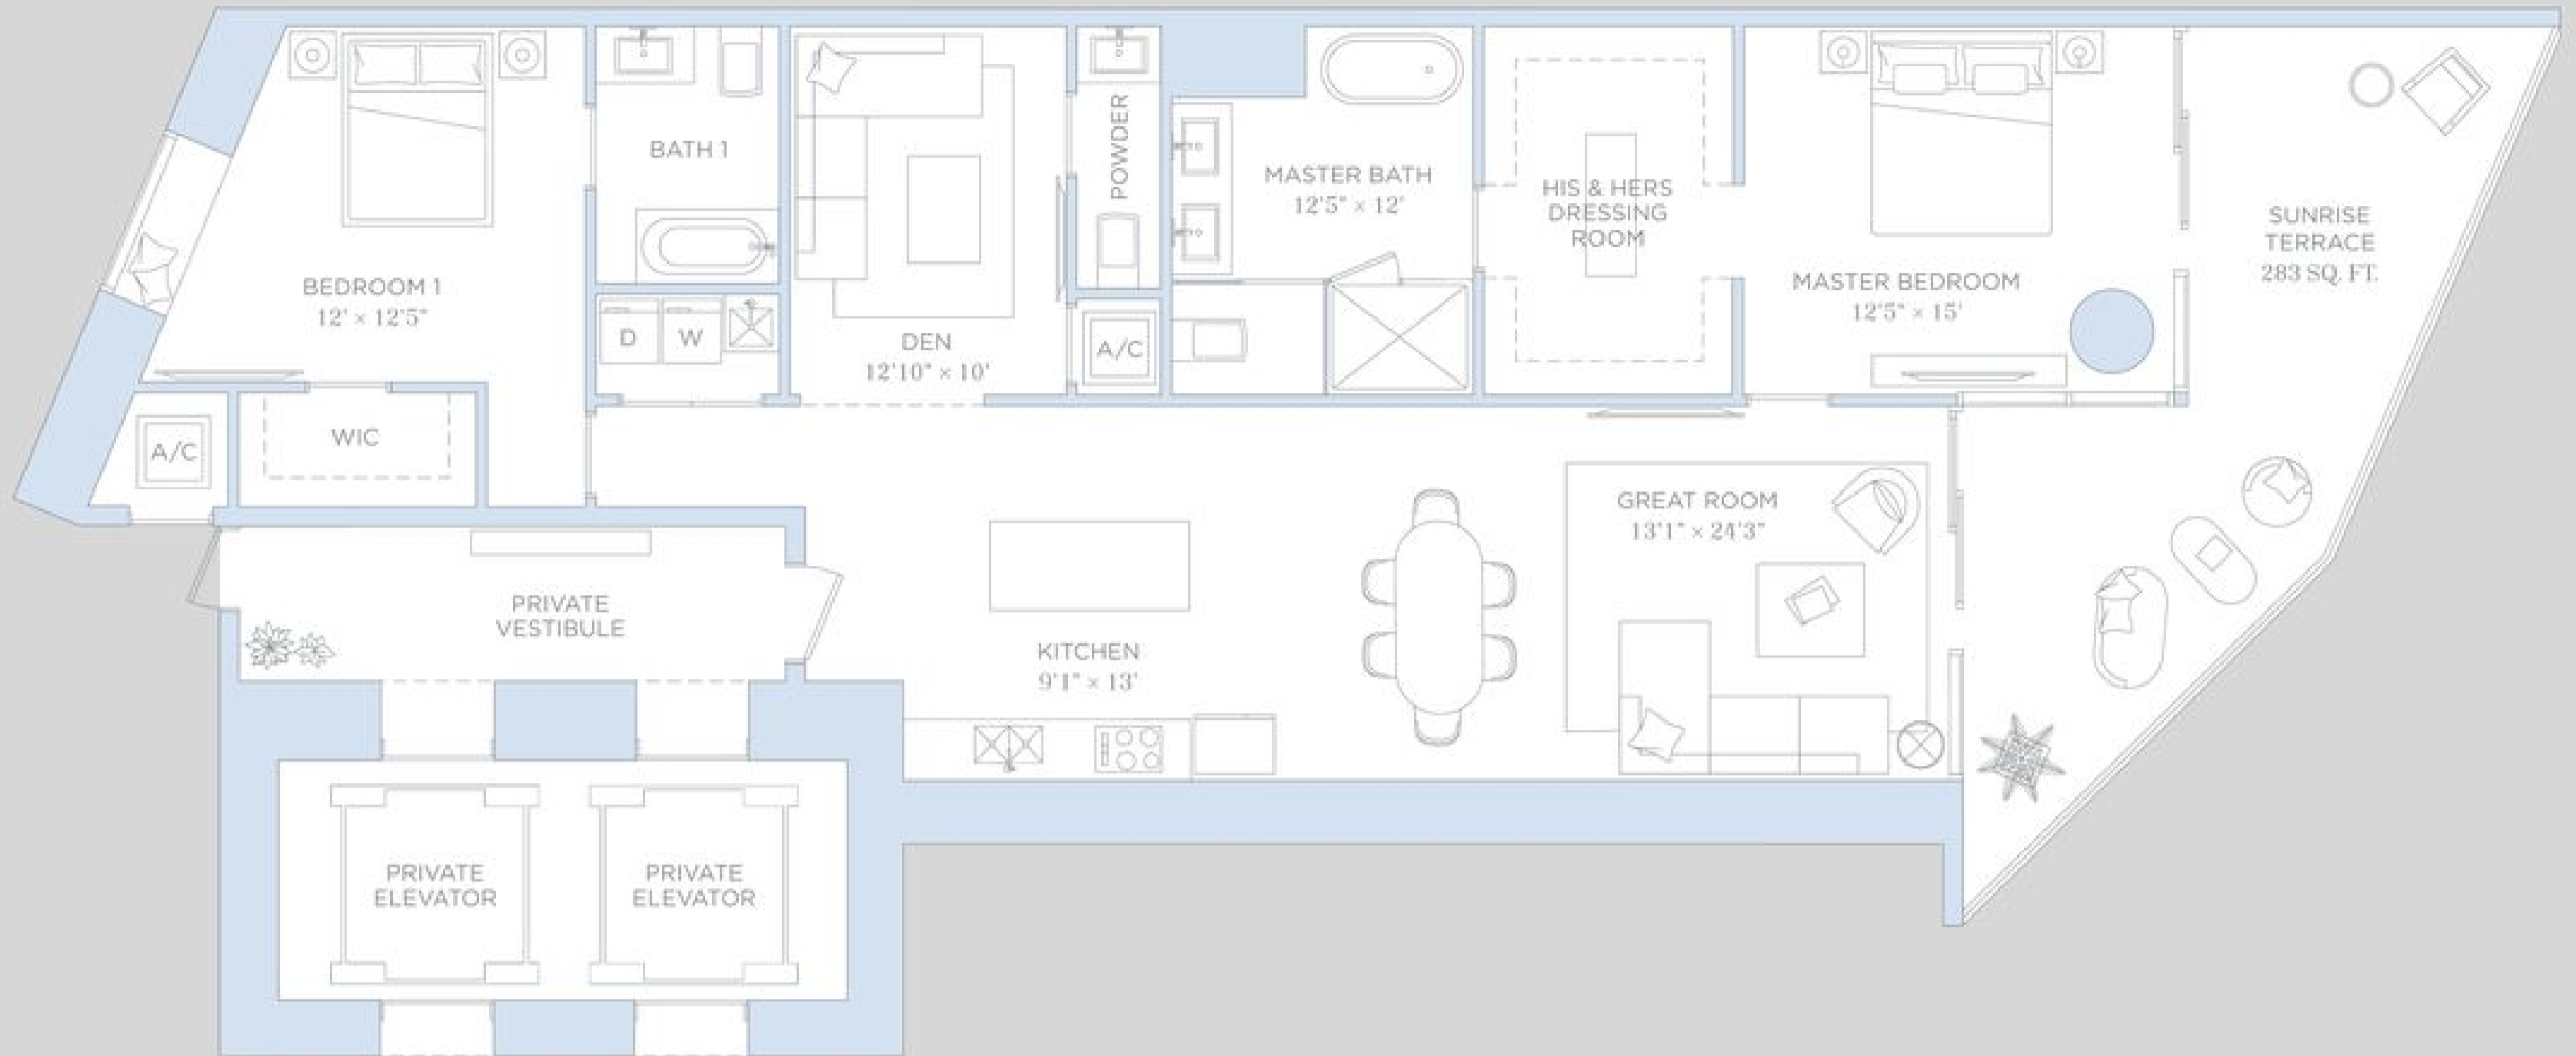 BEDROOM 1
12' × 12'5"
BATH 1
D
W
DEN
12'10" × 10'
POWDER
A/C
MASTER BATH
12'5" × 12'
HIS & HERS
DRESSING
ROOM
MASTER BEDROOM
12'5" × 15'
SUNRISE
TERRACE
283 SQ. FT.
A/C
WIC
PRIVATE
VESTIBULE
KITCHEN
9'1" × 13'
GREAT ROOM
13'1" × 24'3"
PRIVATE
ELEVATOR
PRIVATE
ELEVATOR